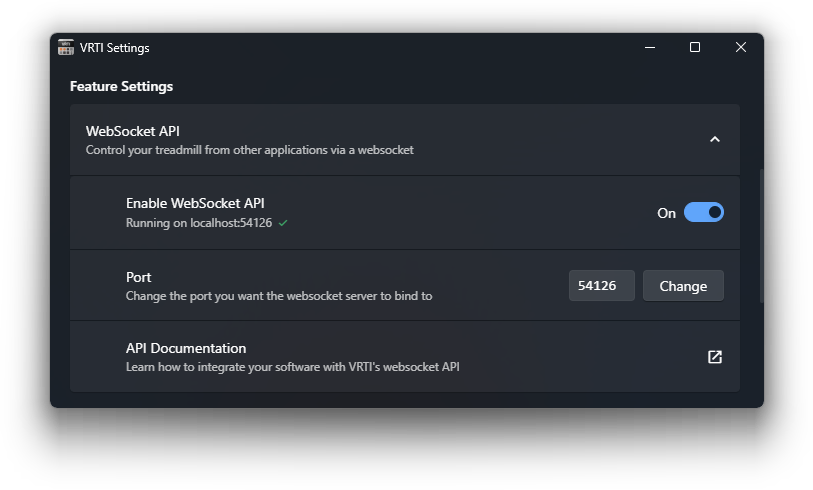 VRTI Settings
Feature Settings
WebSocket API
Control your treadmill from other applications via a websocket
Enable WebSocket API
Running on localhost:54126
On
Port
Change the port you want the websocket server to bind to
54126
Change
API Documentation
Learn how to integrate your software with VRTI's websocket API